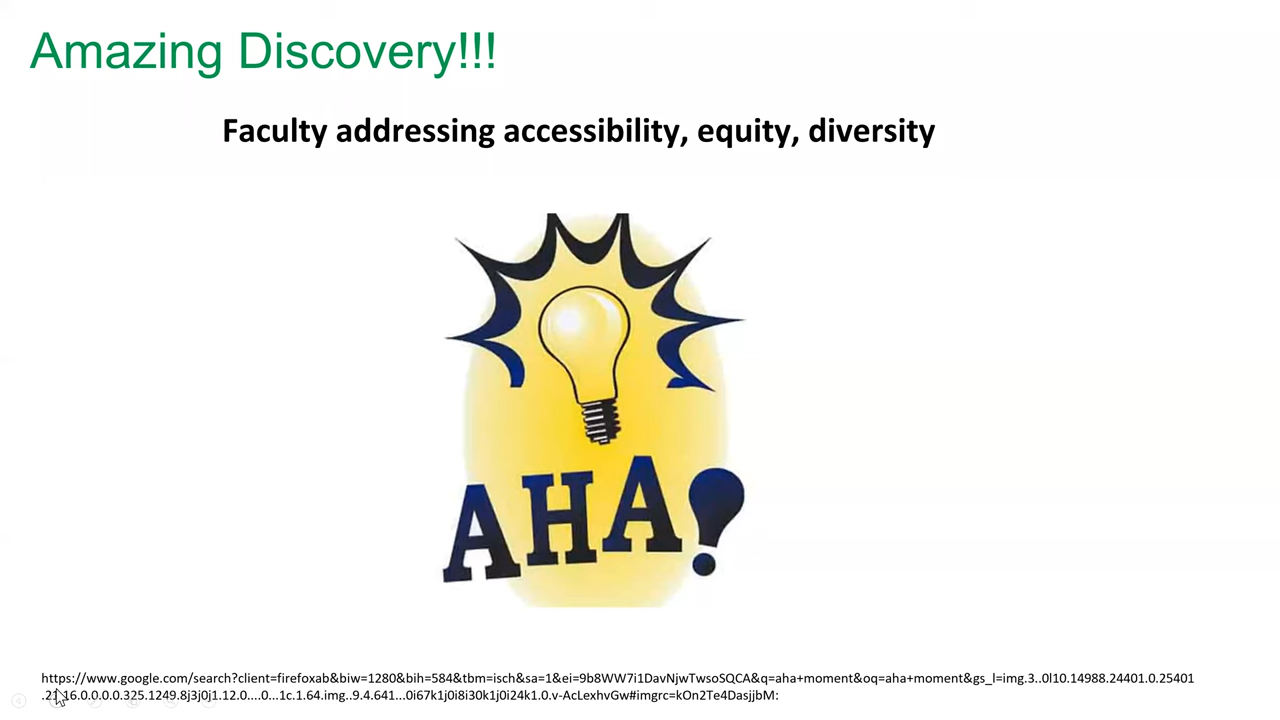 Amazing Discovery!!!
Faculty addressing accessibility, equity, diversity
AHA!
https://www.google.com/search?client=firefoxab&biw=1280&bih=584&tbm=isch&sa=1&ei=9b8WW7i1DavNjwTwsoSQCA&q=aha+moment&oq=aha+moment&gs_l=img.3..0l10.14988.24401.0.25401
.21.16.0.0.0.0.325.1249.8j3j0j1.12.0....0...1c.1.64.img..9.4.641...0i67k1j0i8i30k1j0i24k1.0.v-AcLexhvGw#imgrc=kOn2Te4DasjjbM: